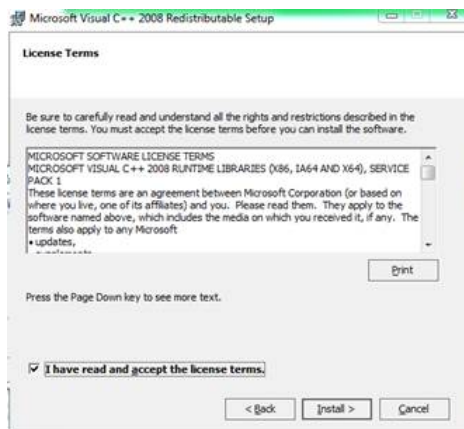 Microsoft Visual C++ 2008 Redistributable Setup
License Terms
Be sure to carefully read and understand all the rights and restrictions described in the
license terms. You must accept the license terms before you can install the software.
MICROSOFT SOFTWARE LICENSE TERMS
MICROSOFT VISUAL C++ 2008 RUNTIME LIBRARIES (X86, IA64 AND X64), SERVICE
PACK 1
These license terms are an agreement between Microsoft Corporation (or based on
where you live, one of its affiliates) and you. Please read them. They apply to the
software named above, which includes the media on which you received it, if any. The
terms also apply to any Microsoft
• updates,
Print
Press the Page Down key to see more text.
I have read and accept the license terms.
< Back
Install >
Cancel